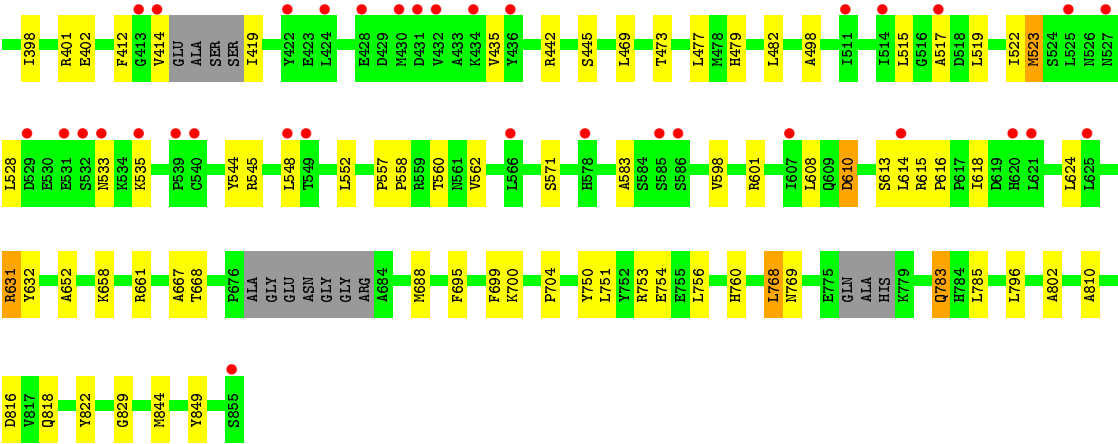 I398 R401 E402 F412 G413 V414 GLU ALA SER SER I419 Y422 E423 L424 E428 D429 M430 D431 V432 A433 K434 V435 Y436 R442 S445 L469 T473 L477 M478 H479 L482 A498 I511 I514 L515 G516 A517 D518 L519 I522 M523 S524 L525 N526 N527
L528 D529 E530 E531 S532 N533 K534 K535 P539 C540 Y544 R545 L548 T549 L552 P557 P558 R559 T560 N561 V562 L566 S571 H578 A583 S584 S585 S586 V598 R601 I607 L608 Q609 D610 S613 L614 R615 P616 P617 I618 D619 H620 L621 L624 L625
R631 Y632 A652 K658 R661 A667 T668 P676 ALA GLY GLU ASN GLY GLY ARG A684 M688 F695 F699 K700 P704 Y750 L751 Y752 R753 E754 E755 L756 H760 L768 N769 E775 GLN ALA HIS K779 Q783 H784 L785 L796 A802 A810
D816 V817 Q818 Y822 G829 M844 Y849 S855